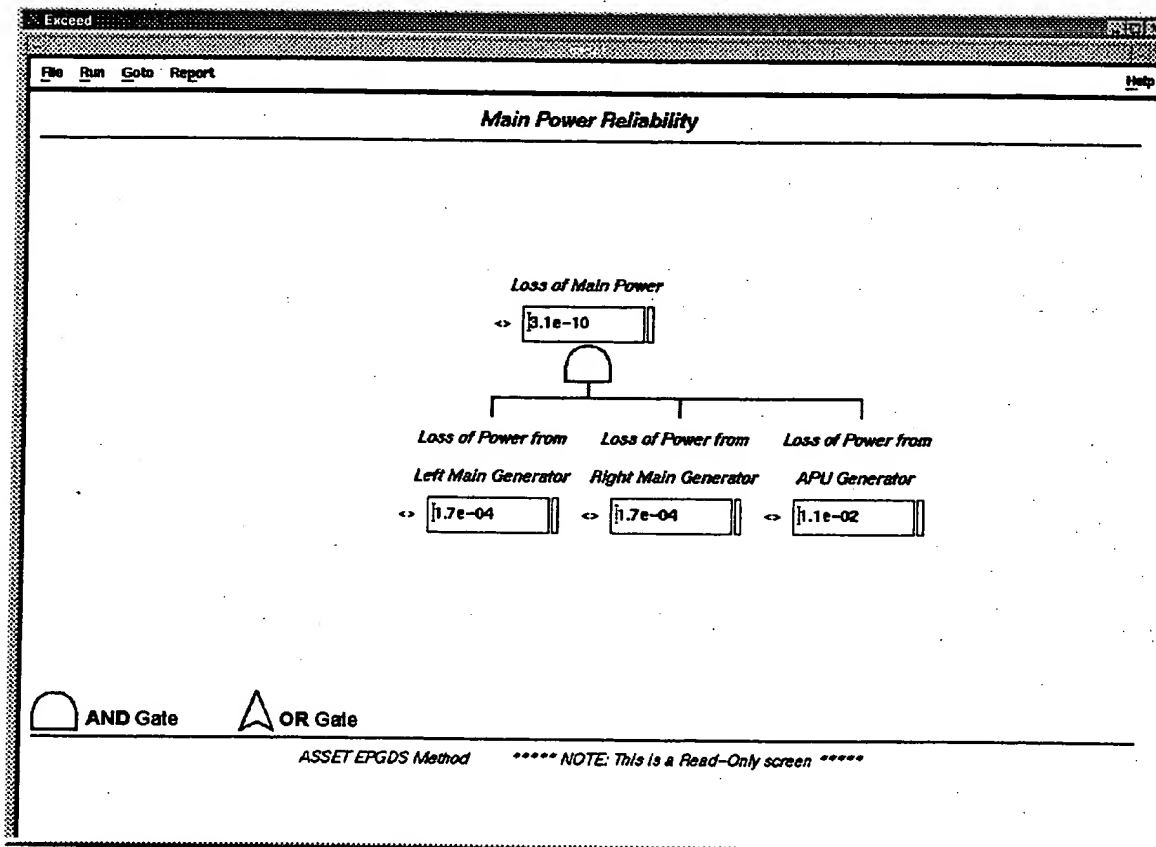 Exceed
File Run Goto Report Help
Main Power Reliability
Loss of Main Power
<> 3.1e-10
Loss of Power from Loss of Power from Loss of Power from
Left Main Generator Right Main Generator APU Generator
<> 1.7e-04 <> 1.7e-04 <> 1.1e-02
AND Gate OR Gate
ASSET EPGDS Method ***** NOTE: This is a Read-Only screen *****